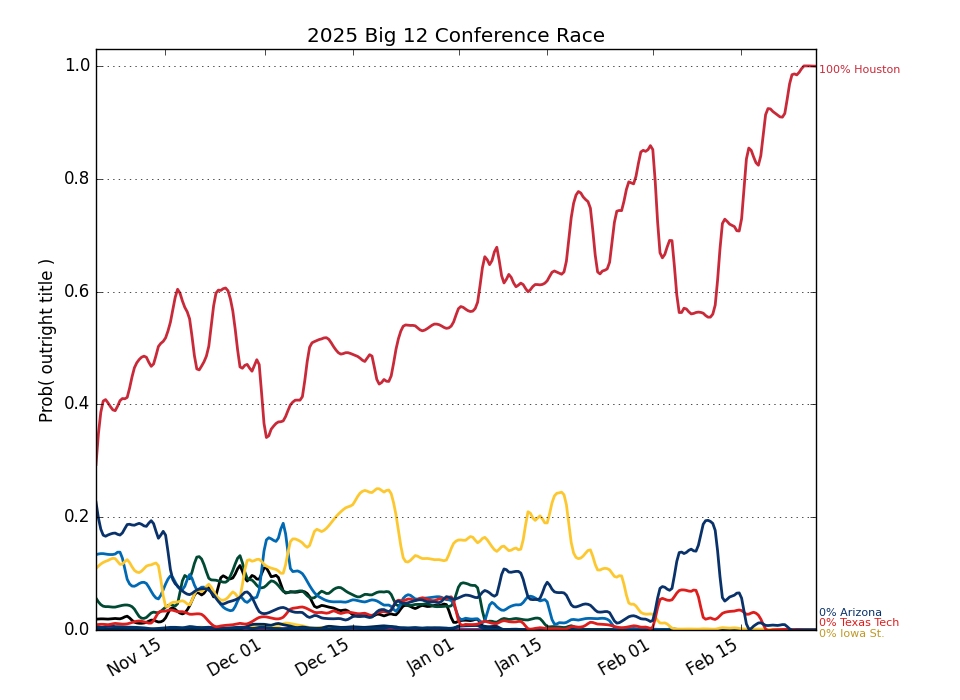 2025 Big 12 Conference Race
Prob( outright title )
1.0
0.8
0.6
0.4
0.2
0.0
Nov 15
Dec 01
Dec 15
Jan 01
Jan 15
Feb 01
Feb 15
100% Houston
0% Arizona
0% Texas Tech
0% Iowa St.